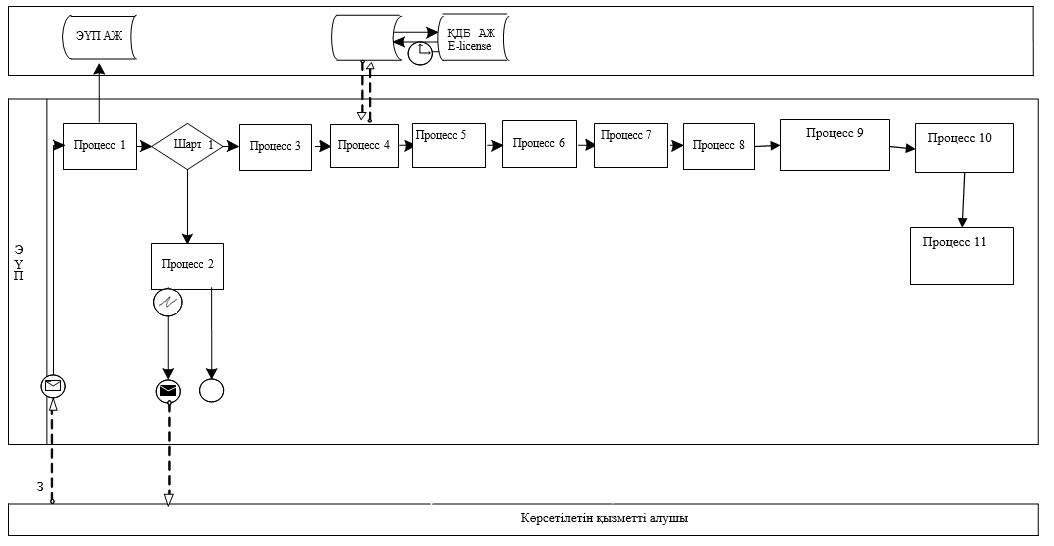 ЭҮП АЖ
ҚДБ АЖ
E-license
Процесс 1
Шарт 1
Процесс 3
Процесс 4
Процесс 5
Процесс 6
Процесс 7
Процесс 8
Процесс 9
Процесс 10
Процесс 2
Процесс 11
Э
Ү
П
З
Көрсетілетін қызметті алушы